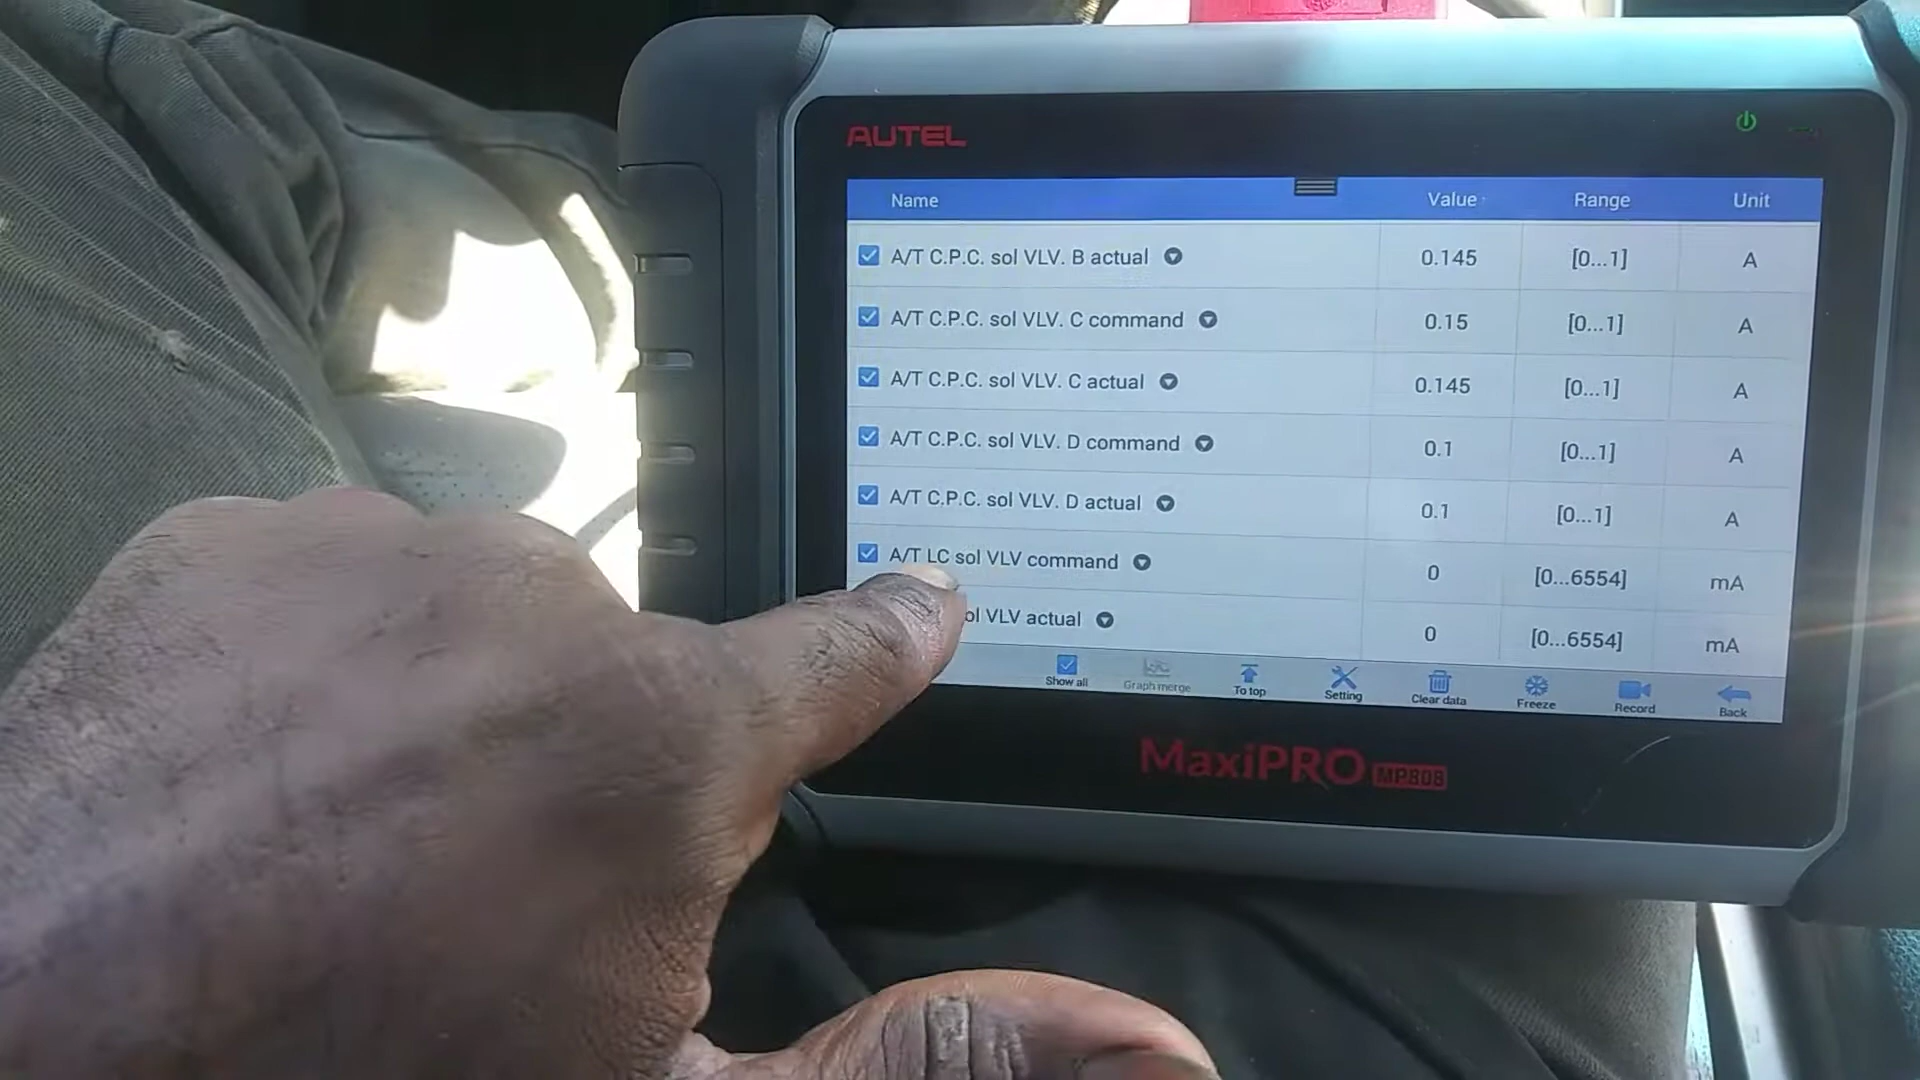 AUTEL
Name Value Range Unit
A/T C.P.C. sol VLV. B actual 0.145 [0...1] A
A/T C.P.C. sol VLV. C command 0.15 [0...1] A
A/T C.P.C. sol VLV. C actual 0.145 [0...1] A
A/T C.P.C. sol VLV. D command 0.1 [0...1] A
A/T C.P.C. sol VLV. D actual 0.1 [0...1] A
A/T LC sol VLV command 0 [0...6554] mA
VLV actual 0 [0...6554] mA
Show all Graph merge To top Setting Clear data Freeze Record Back
MaxiPRO MP808